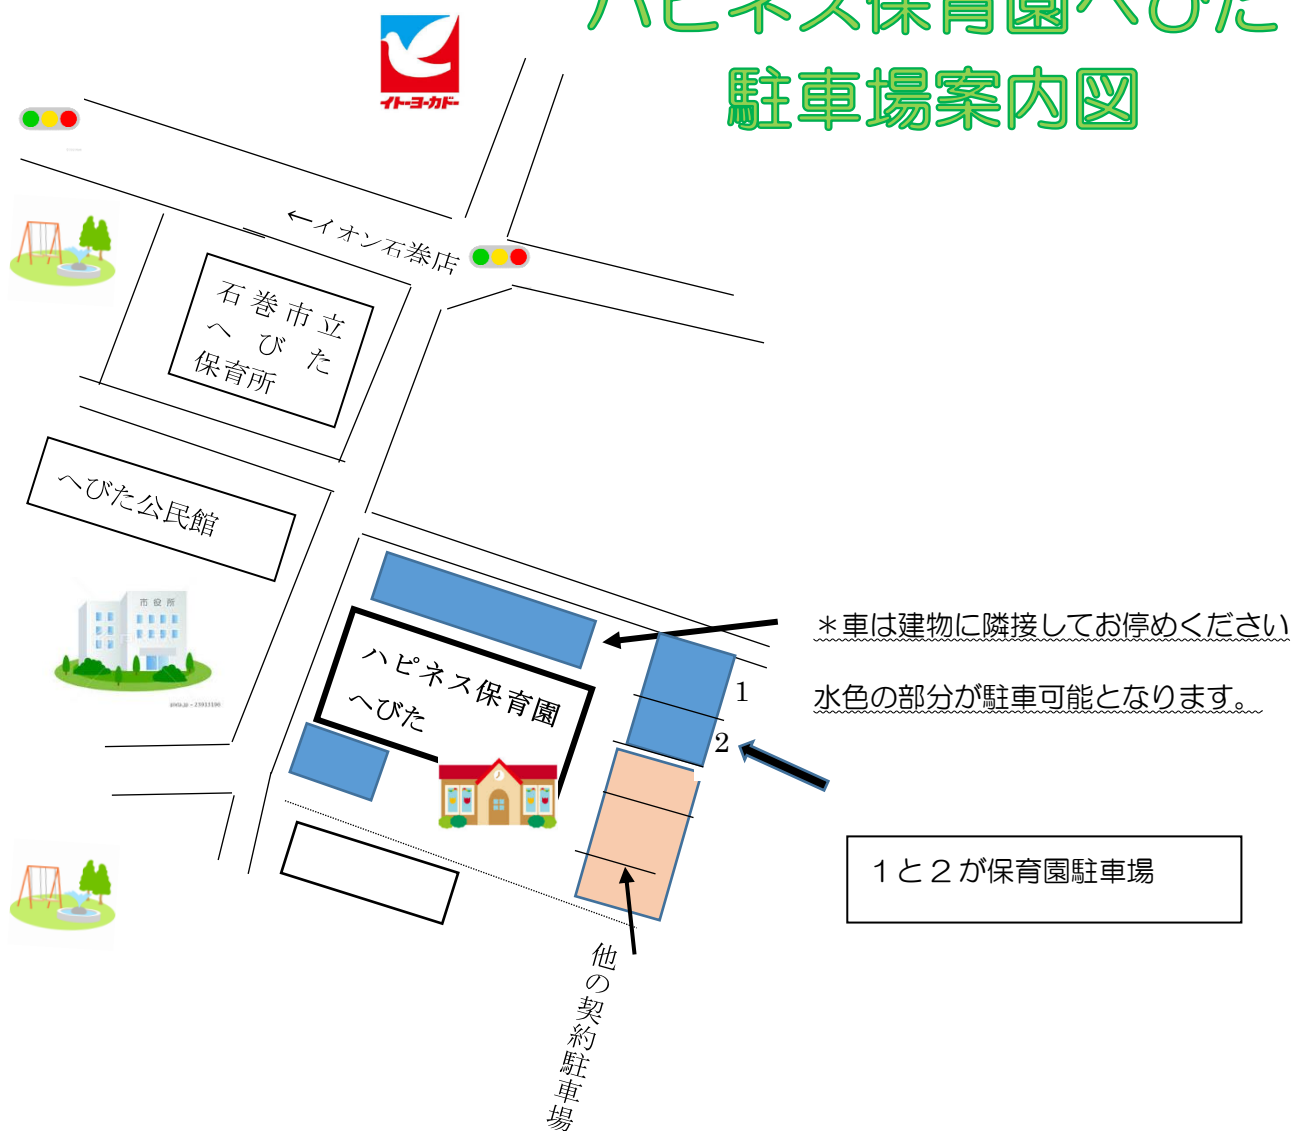 ハピネス保育園へびた
駐車場案内図
イトーヨーカドー
←イオン石巻店
石巻市立
へびた
保育所
へびた公民館
市役所
ハピネス保育園
へびた
1
2
＊車は建物に隣接してお停めください
水色の部分が駐車可能となります。
１と２が保育園駐車場
他の契約駐車場